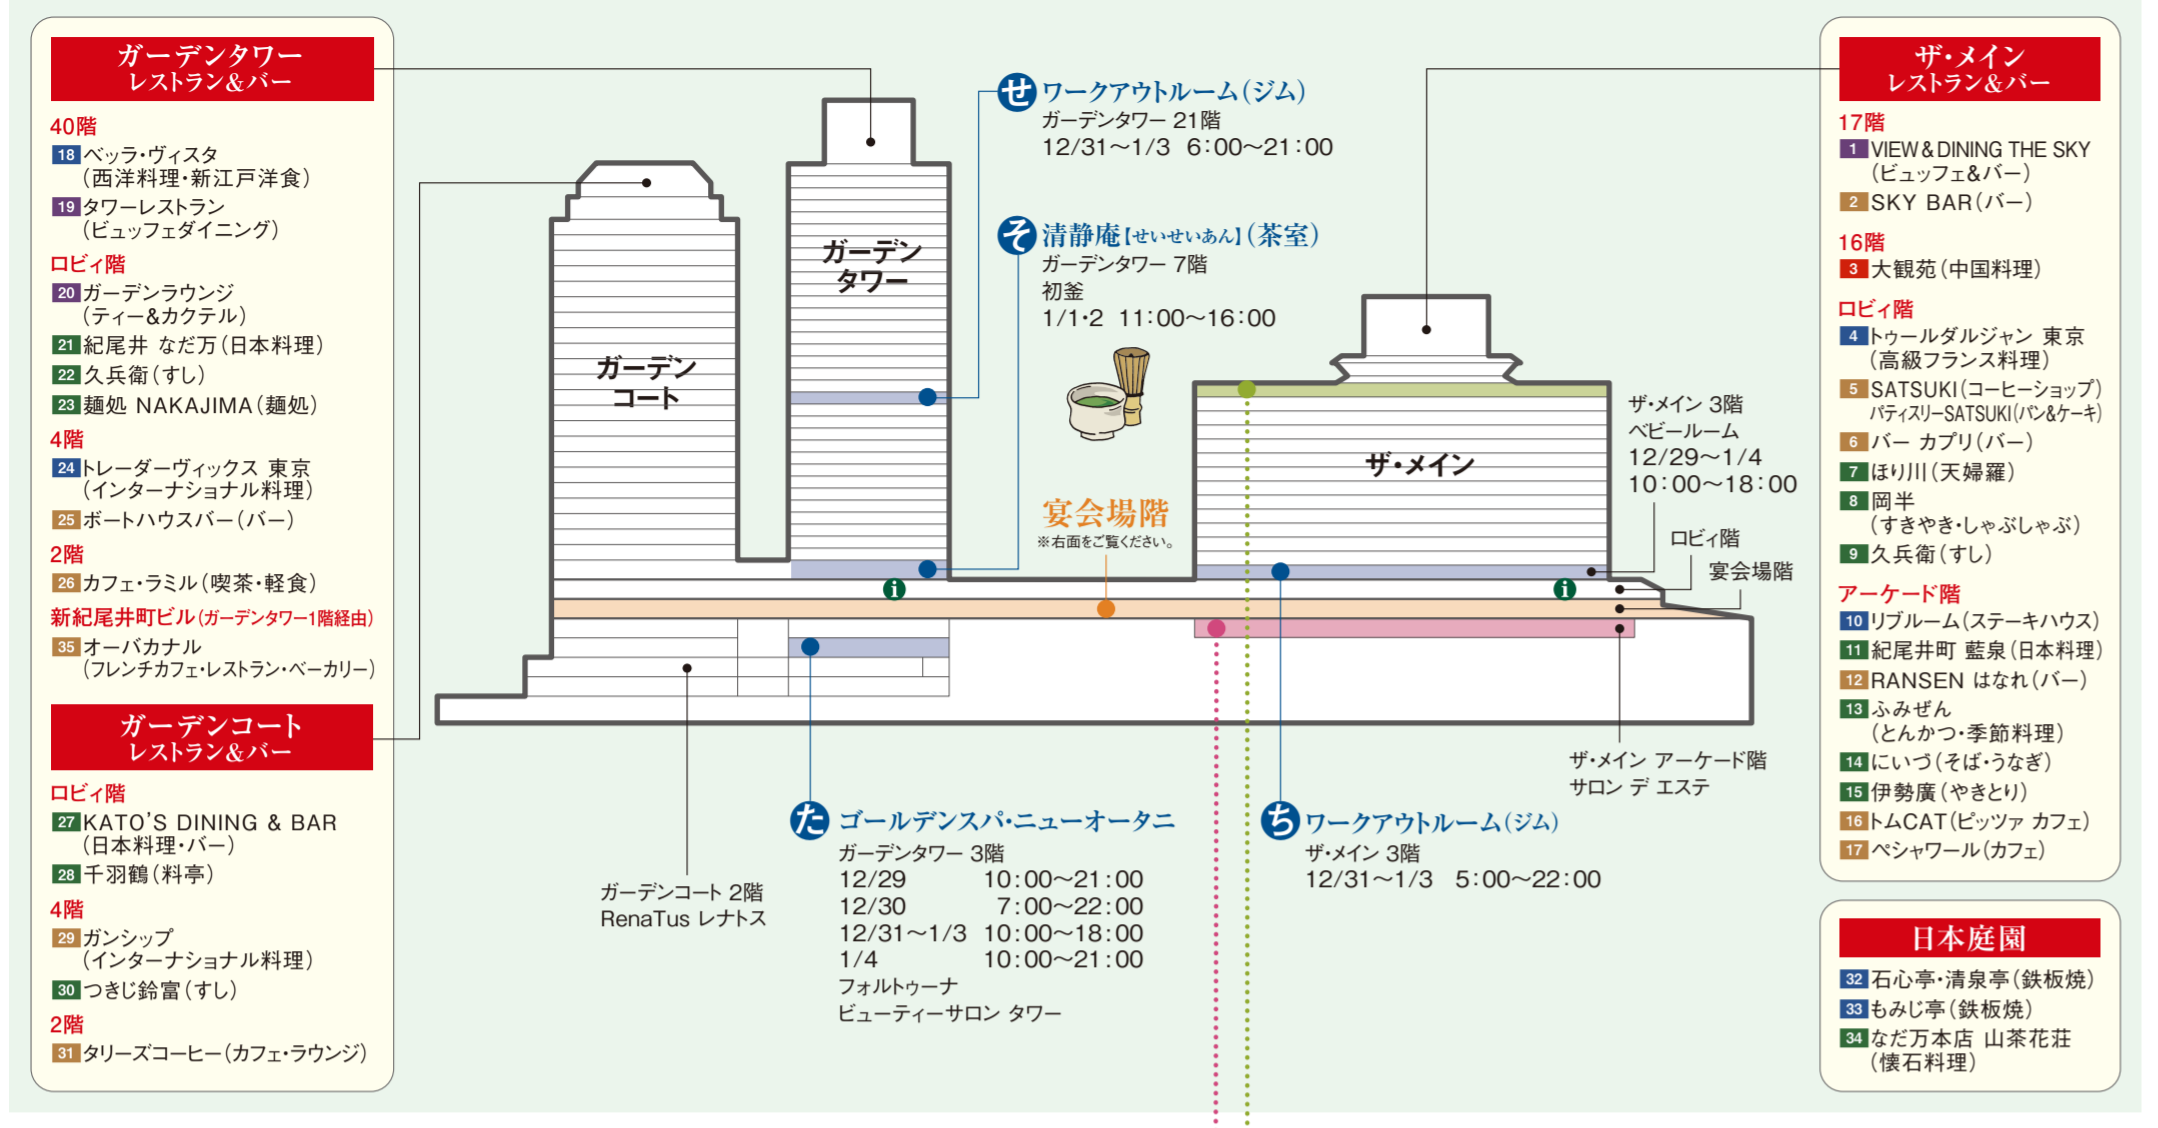 ガーデンタワー
レストラン&バー
40階
18 ベッラ・ヴィスタ
(西洋料理・新江戸洋食)
19 タワーレストラン
(ビュッフェダイニング)
ロビィ階
20 ガーデンラウンジ
(ティー&カクテル)
21 紀尾井 なだ万(日本料理)
22 久兵衛(すし)
23 麺処 NAKAJIMA(麺処)
4階
24 トレーダーヴィックス 東京
(インターナショナル料理)
25 ボートハウスバー(バー)
2階
26 カフェ・ラミル(喫茶・軽食)
新紀尾井町ビル(ガーデンタワー1階経由)
35 オーバカナル
(フレンチカフェ・レストラン・ベーカリー)
ガーデンコート
レストラン&バー
ロビィ階
27 KATO'S DINING & BAR
(日本料理・バー)
28 千羽鶴(料亭)
4階
29 ガンシップ
(インターナショナル料理)
30 つきじ鈴富(すし)
2階
31 タリーズコーヒー(カフェ・ラウンジ)
ガーデン
コート
ガーデン
タワー
せ ワークアウトルーム(ジム)
ガーデンタワー 21階
12/31〜1/3 6:00〜21:00
そ 清静庵【せいせいあん】(茶室)
ガーデンタワー 7階
初釜
1/1・2 11:00〜16:00
宴会場階
※右面をご覧ください。
ザ・メイン
ザ・メイン 3階
ベビールーム
12/29〜1/4
10:00〜18:00
ロビィ階
宴会場階
i
i
ザ・メイン アーケード階
サロン デ エステ
ガーデンコート 2階
RenaTus レナトス
た ゴールデンスパ・ニューオータニ
ガーデンタワー 3階
12/29 10:00〜21:00
12/30 7:00〜22:00
12/31〜1/3 10:00〜18:00
1/4 10:00〜21:00
フォルトゥーナ
ビューティーサロン タワー
ち ワークアウトルーム(ジム)
ザ・メイン 3階
12/31〜1/3 5:00〜22:00
ザ・メイン
レストラン&バー
17階
1 VIEW&DINING THE SKY
(ビュッフェ&バー)
2 SKY BAR(バー)
16階
3 大観苑(中国料理)
ロビィ階
4 トゥールダルジャン 東京
(高級フランス料理)
5 SATSUKI(コーヒーショップ)
パティスリーSATSUKI(パン&ケーキ)
6 バー カプリ(バー)
7 ほり川(天婦羅)
8 岡半
(すきやき・しゃぶしゃぶ)
9 久兵衛(すし)
アーケード階
10 リブルーム(ステーキハウス)
11 紀尾井町 藍泉(日本料理)
12 RANSEN はなれ(バー)
13 ふみぜん
(とんかつ・季節料理)
14 にいづ(そば・うなぎ)
15 伊勢廣(やきとり)
16 トムCAT(ピッツァ カフェ)
17 ペシャワール(カフェ)
日本庭園
32 石心亭・清泉亭(鉄板焼)
33 もみじ亭(鉄板焼)
34 なだ万本店 山茶花荘
(懐石料理)